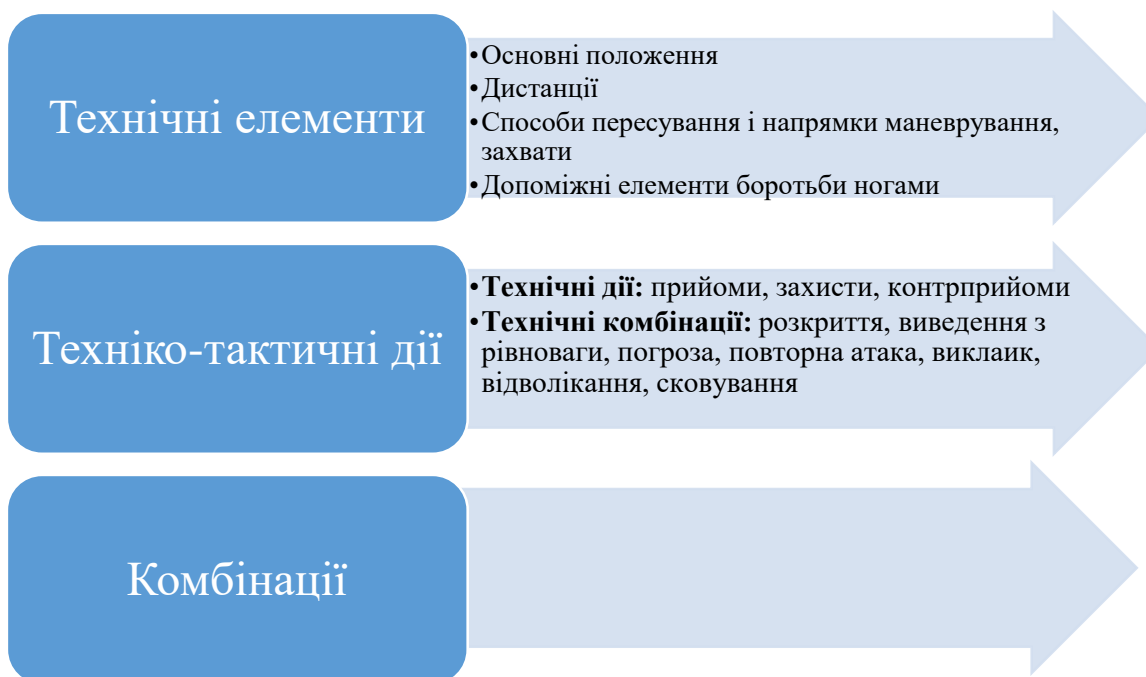 Технічні елементи
•Основні положення
•Дистанції
•Способи пересування і напрямки маневрування,
захвати
•Допоміжні елементи боротьби ногами
Техніко-тактичні дії
•Технічні дії: прийоми, захисти, контрприйоми
•Технічні комбінації: розкриття, виведення з
рівноваги, погроза, повторна атака, виклаик,
відволікання, сковування
Комбінації